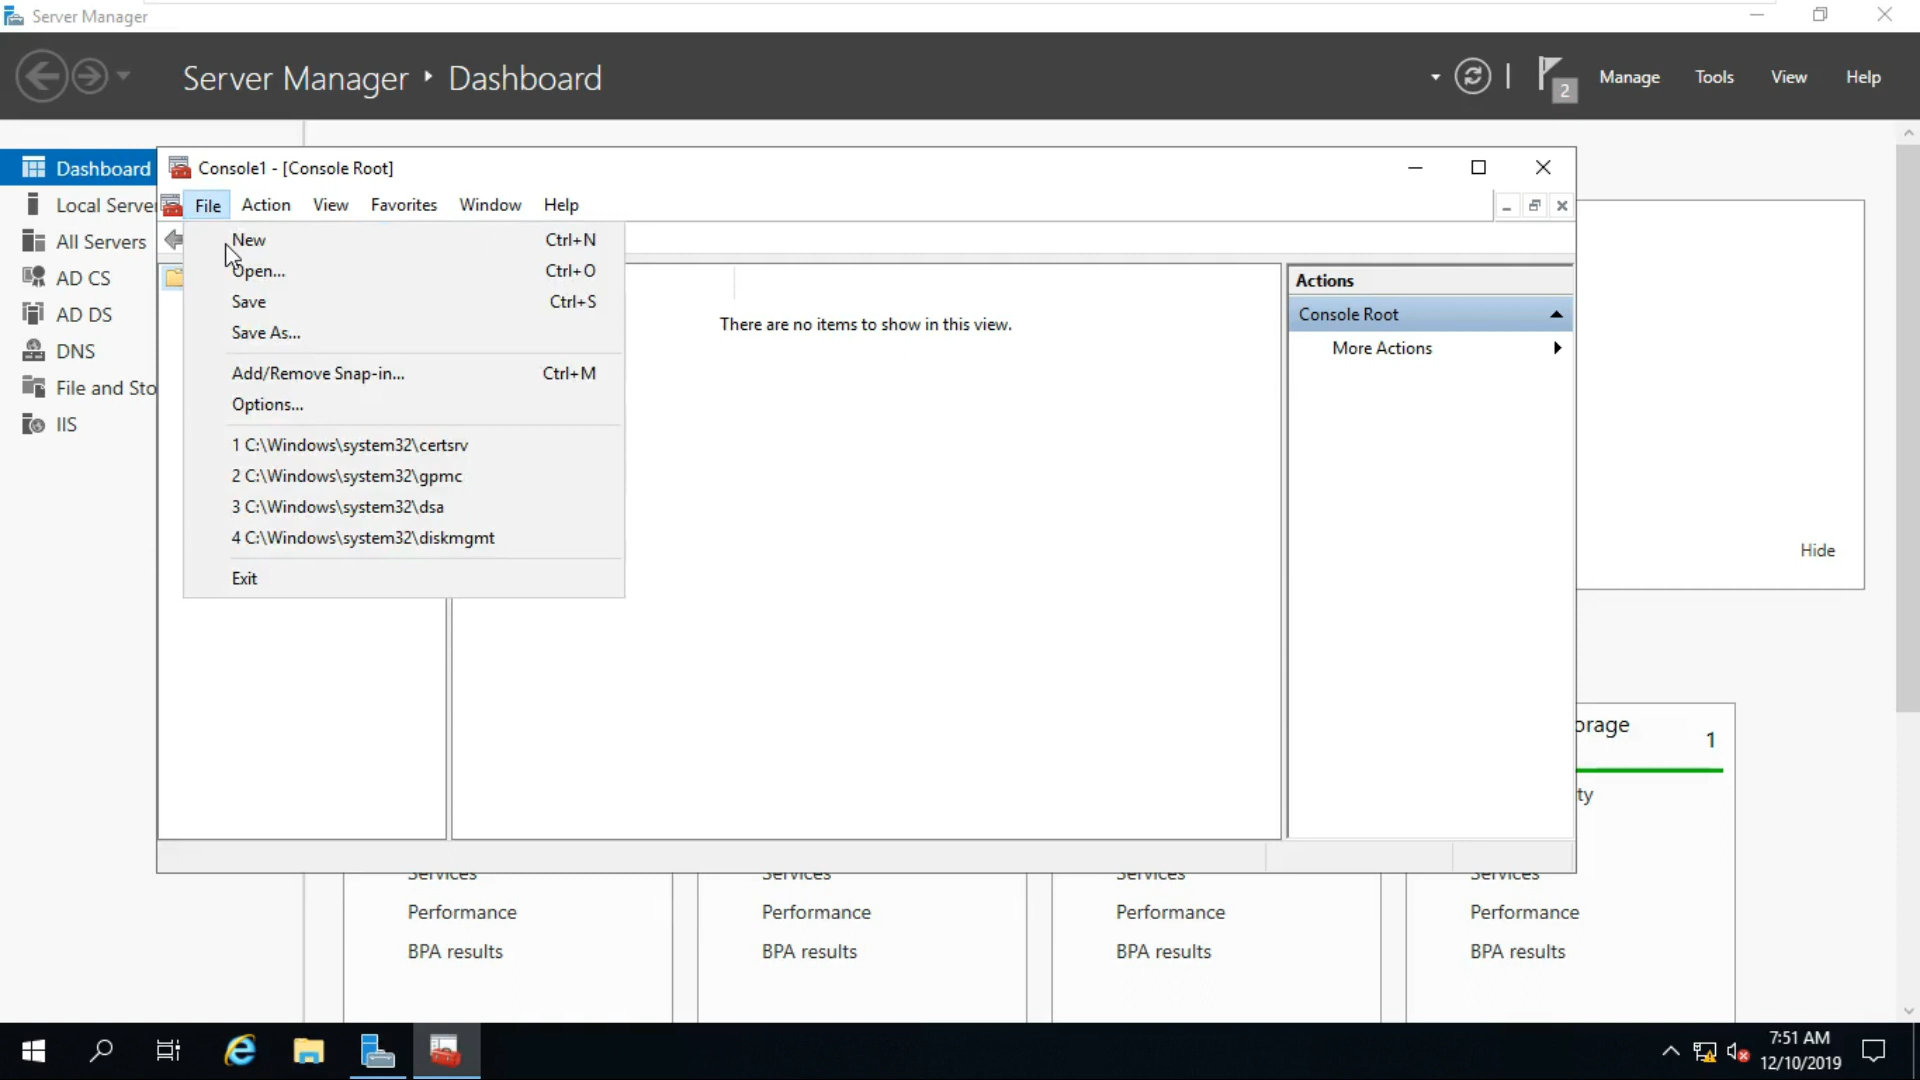 Server Manager
Server Manager ‣ Dashboard
2
Manage
Tools
View
Help
Dashboard
Local Server
All Servers
AD CS
AD DS
DNS
File and Sto
IIS
Console1 - [Console Root]
File
Action
View
Favorites
Window
Help
New Ctrl+N
Open... Ctrl+O
Save Ctrl+S
Save As...
Add/Remove Snap-in... Ctrl+M
Options...
1 C:\Windows\system32\certsrv
2 C:\Windows\system32\gpmc
3 C:\Windows\system32\dsa
4 C:\Windows\system32\diskmgmt
Exit
There are no items to show in this view.
Actions
Console Root
More Actions
Hide
orage
1
ty
Services
Services
Services
Services
Performance
Performance
Performance
Performance
BPA results
BPA results
BPA results
BPA results
7:51 AM
12/10/2019